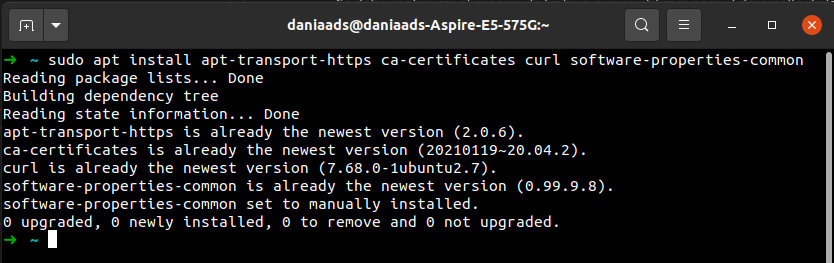 daniaads@daniaads-Aspire-E5-575G:~
➜ ~ sudo apt install apt-transport-https ca-certificates curl software-properties-common
Reading package lists... Done
Building dependency tree
Reading state information... Done
apt-transport-https is already the newest version (2.0.6).
ca-certificates is already the newest version (20210119~20.04.2).
curl is already the newest version (7.68.0-1ubuntu2.7).
software-properties-common is already the newest version (0.99.9.8).
software-properties-common set to manually installed.
0 upgraded, 0 newly installed, 0 to remove and 0 not upgraded.
➜ ~